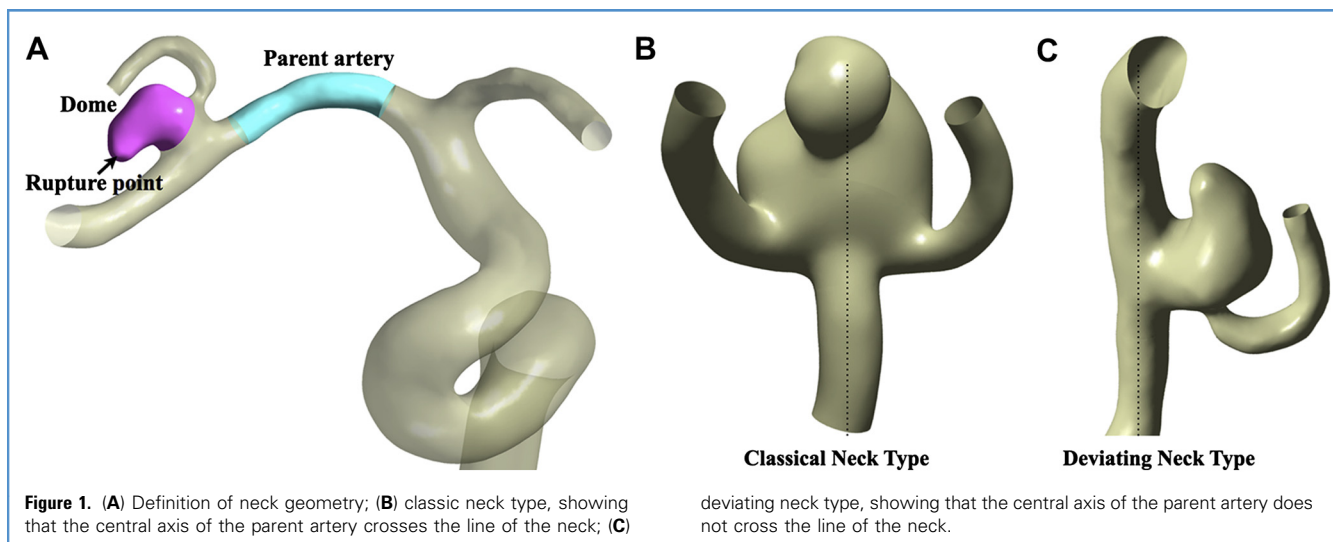 A
Parent artery
Dome
Rupture point
B
Classical Neck Type
C
Deviating Neck Type
Figure 1. (A) Definition of neck geometry; (B) classic neck type, showing
that the central axis of the parent artery crosses the line of the neck; (C)
deviating neck type, showing that the central axis of the parent artery does
not cross the line of the neck.